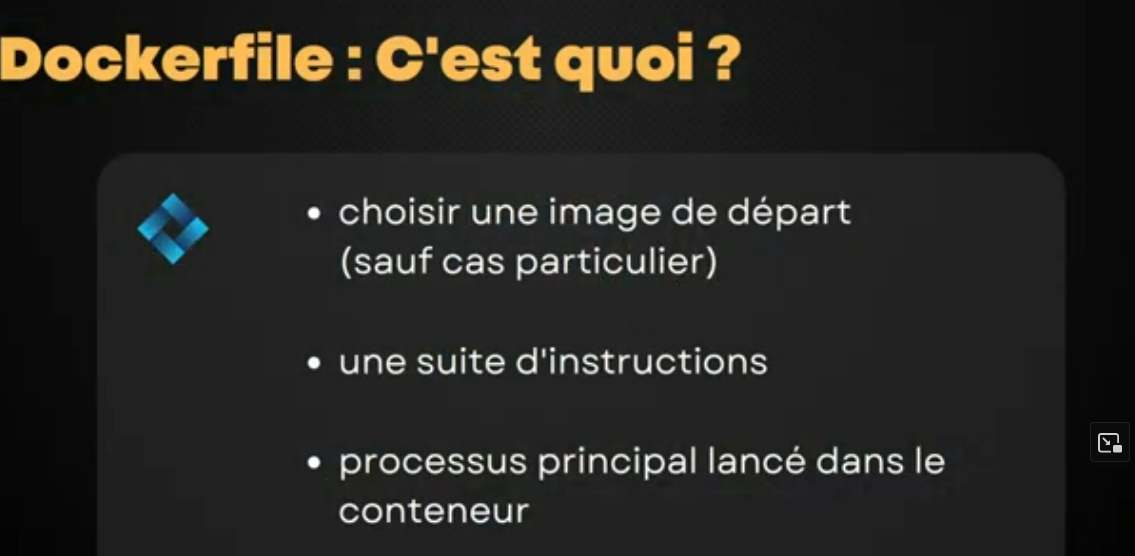 Dockerfile : C'est quoi ?
• choisir une image de départ
(sauf cas particulier)
• une suite d'instructions
• processus principal lancé dans le
conteneur